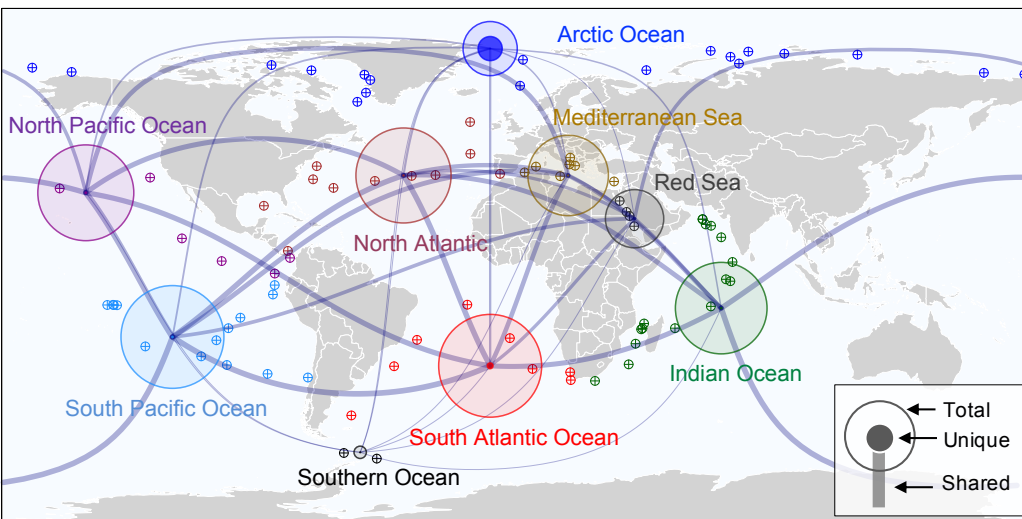 Arctic Ocean
North Pacific Ocean
Mediterranean Sea
Red Sea
North Atlantic
Indian Ocean
South Pacific Ocean
South Atlantic Ocean
Southern Ocean
Total
Unique
Shared